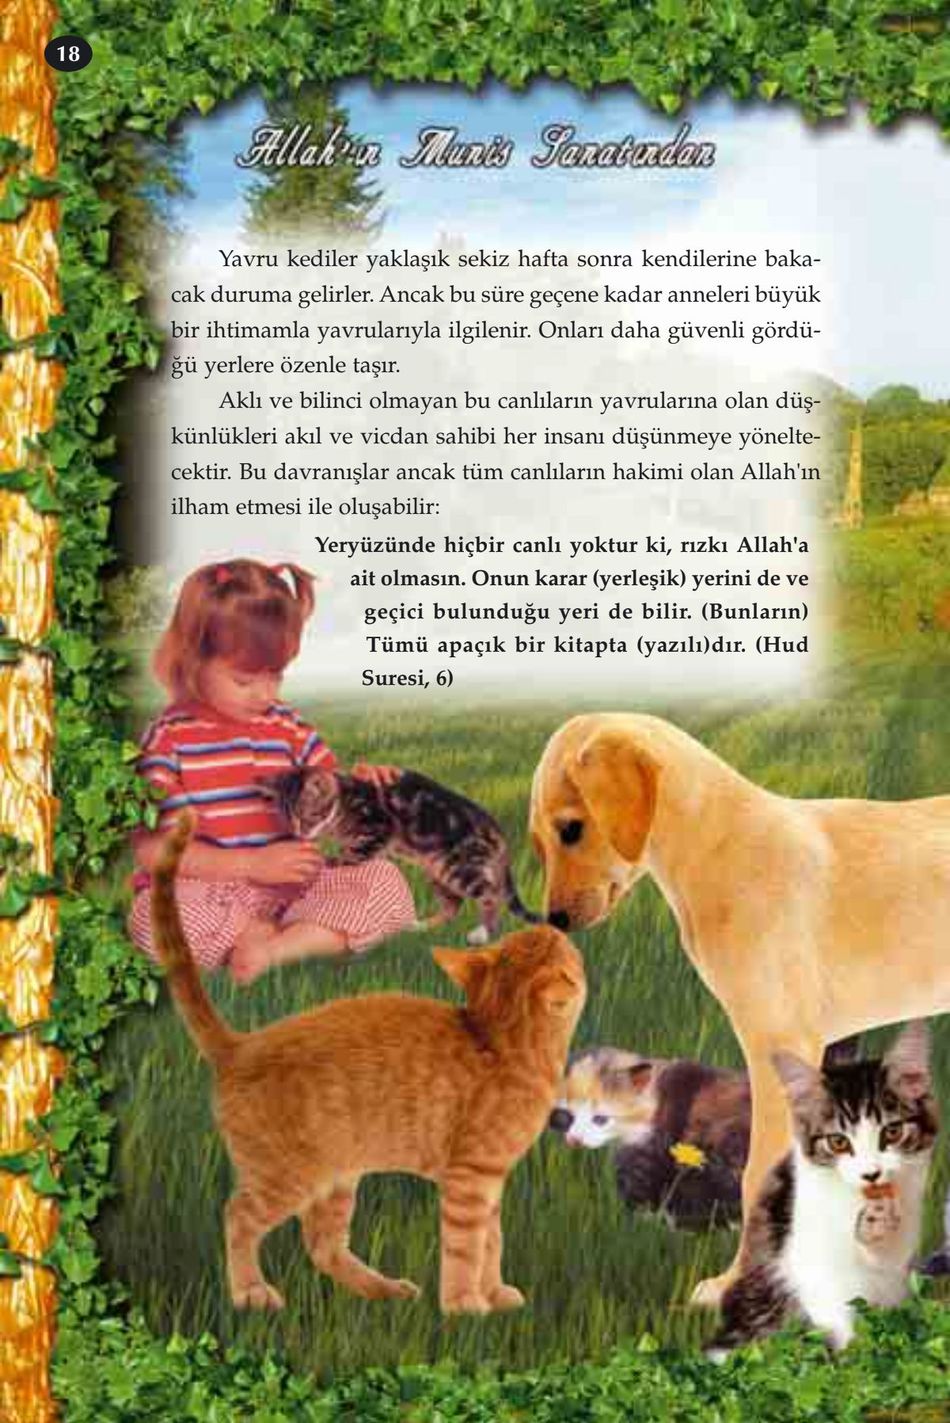 18
Allah'ın Munis Sanatından
Yavru kediler yaklaşık sekiz hafta sonra kendilerine baka-
cak duruma gelirler. Ancak bu süre geçene kadar anneleri büyük
bir ihtimamla yavrularıyla ilgilenir. Onları daha güvenli gördü-
ğü yerlere özenle taşır.
Aklı ve bilinci olmayan bu canlıların yavrularına olan düş-
künlükleri akıl ve vicdan sahibi her insanı düşünmeye yönelte-
cektir. Bu davranışlar ancak tüm canlıların hakimi olan Allah'ın
ilham etmesi ile oluşabilir:
Yeryüzünde hiçbir canlı yoktur ki, rızkı Allah'a
ait olmasın. Onun karar (yerleşik) yerini de ve
geçici bulunduğu yeri de bilir. (Bunların)
Tümü apaçık bir kitapta (yazılı)dır. (Hud
Suresi, 6)